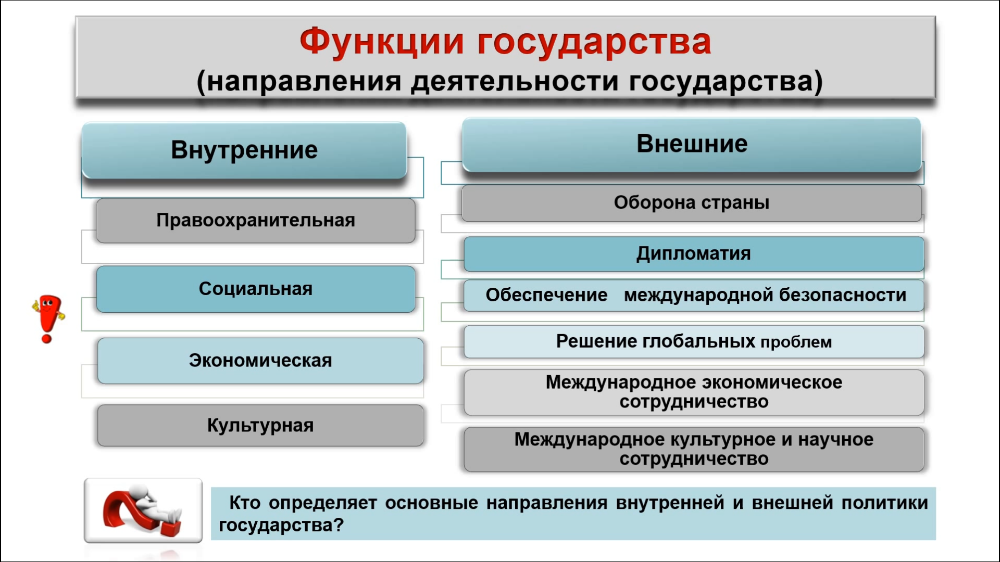 Функции государства
(направления деятельности государства)
Внутренние
Правоохранительная
Социальная
Экономическая
Культурная
Внешние
Оборона страны
Дипломатия
Обеспечение международной безопасности
Решение глобальных проблем
Международное экономическое
сотрудничество
Международное культурное и научное
сотрудничество
Кто определяет основные направления внутренней и внешней политики
государства?